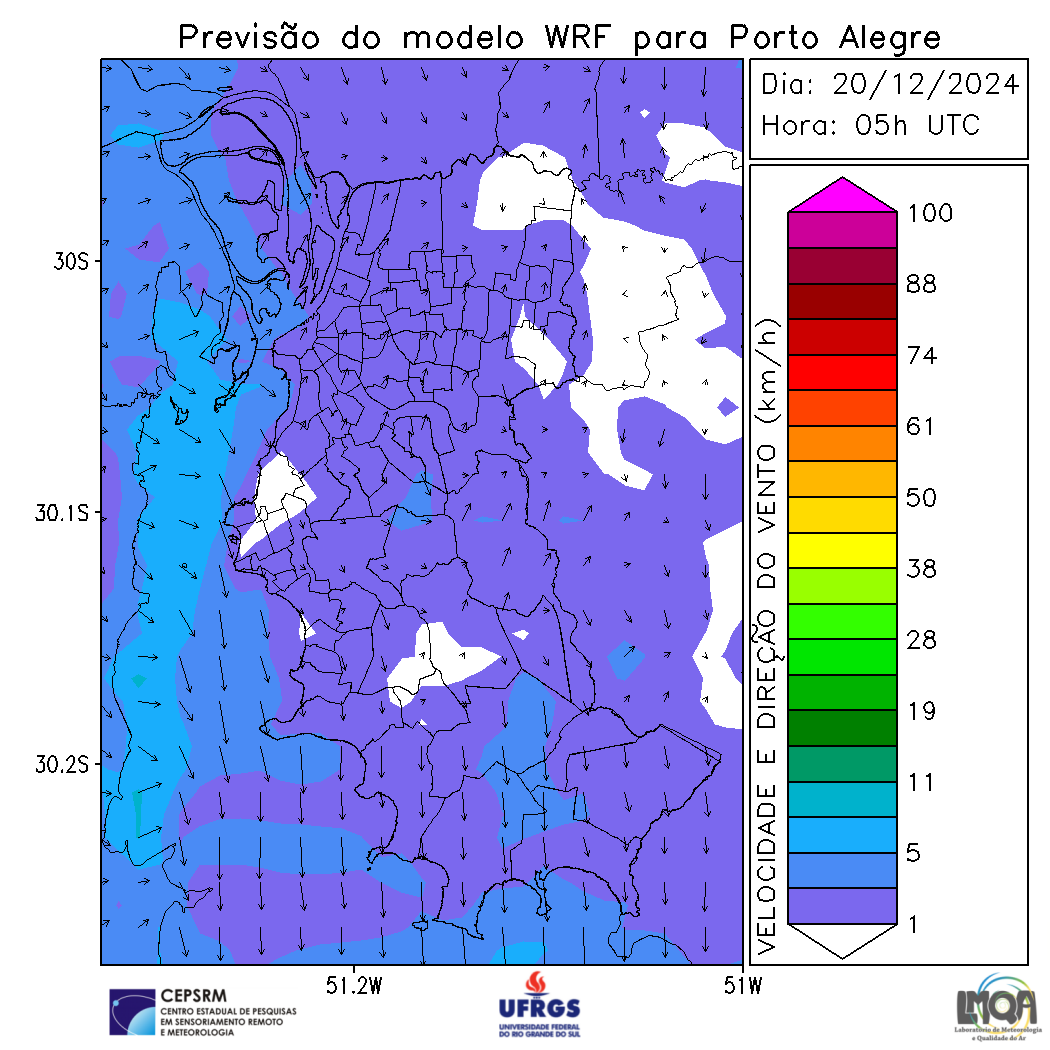 Previsão do modelo WRF para Porto Alegre
Dia: 20/12/2024
Hora: 05h UTC
30S
30.1S
30.2S
51.2W
51W
VELOCIDADE E DIREÇÃO DO VENTO (km/h)
100
88
74
61
50
38
28
19
11
5
1
CEPSRM
CENTRO ESTADUAL DE PESQUISAS
EM SENSORIAMENTO REMOTO
E METEOROLOGIA
UFRGS
UNIVERSIDADE FEDERAL
DO RIO GRANDE DO SUL
LMQA
Laboratório de Meteorologia
e Qualidade do Ar